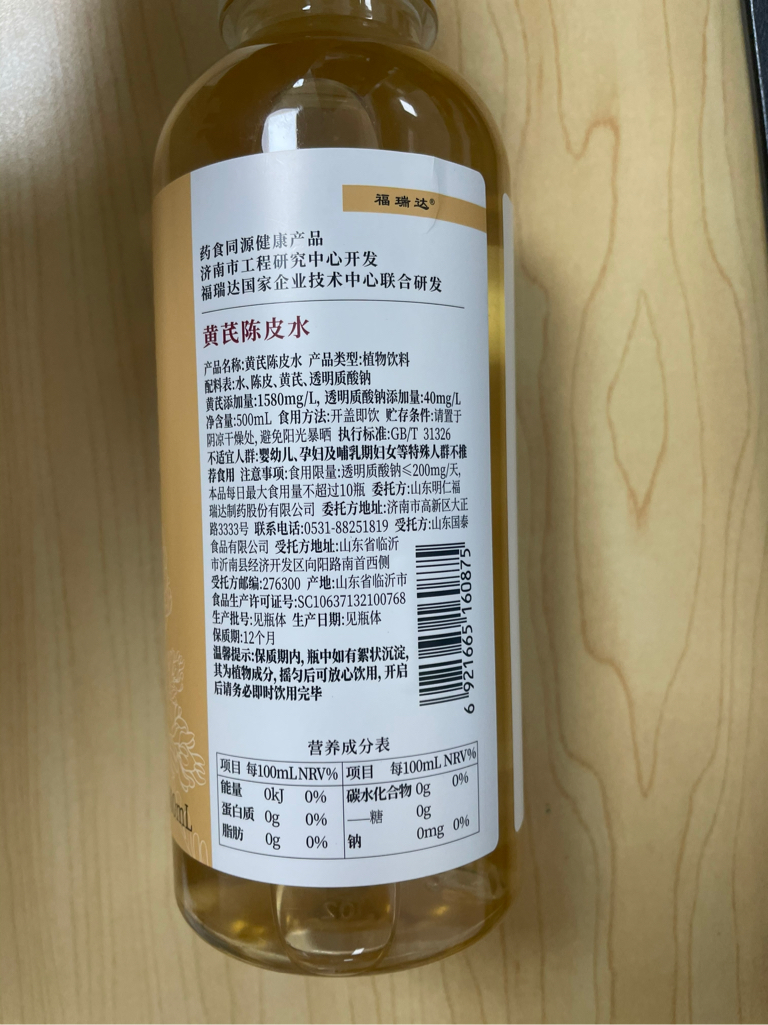 福瑞达®
药食同源健康产品
济南市工程研究中心开发
福瑞达国家企业技术中心联合研发
黄芪陈皮水
产品名称:黄芪陈皮水 产品类型:植物饮料
配料表:水、陈皮、黄芪、透明质酸钠
黄芪添加量:1580mg/L, 透明质酸钠添加量:40mg/L
净含量:500mL 食用方法:开盖即饮 贮存条件:请置于
阴凉干燥处, 避免阳光暴晒 执行标准:GB/T 31326
不适宜人群:婴幼儿、孕妇及哺乳期妇女等特殊人群不推
荐食用 注意事项:食用限量:透明质酸钠≤200mg/天,
本品每日最大食用量不超过10瓶 委托方:山东明仁福
瑞达制药股份有限公司 委托方地址:济南市高新区大正
路3333号 联系电话:0531-88251819 受托方:山东国泰
食品有限公司 受托方地址:山东省临沂
市沂南县经济开发区向阳路南首西侧
受托方邮编:276300 产地:山东省临沂市
食品生产许可证号:SC10637132100768
生产批号:见瓶体 生产日期:见瓶体
保质期:12个月
温馨提示:保质期内, 瓶中如有絮状沉淀,
其为植物成分, 摇匀后可放心饮用, 开启
后请务必即时饮用完毕
6 921665 160875
营养成分表
项目 每100mL NRV% 项目 每100mL NRV%
能量 0kJ 0% 碳水化合物 0g 0%
蛋白质 0g 0% ——糖 0g
脂肪 0g 0% 钠 0mg 0%
mL